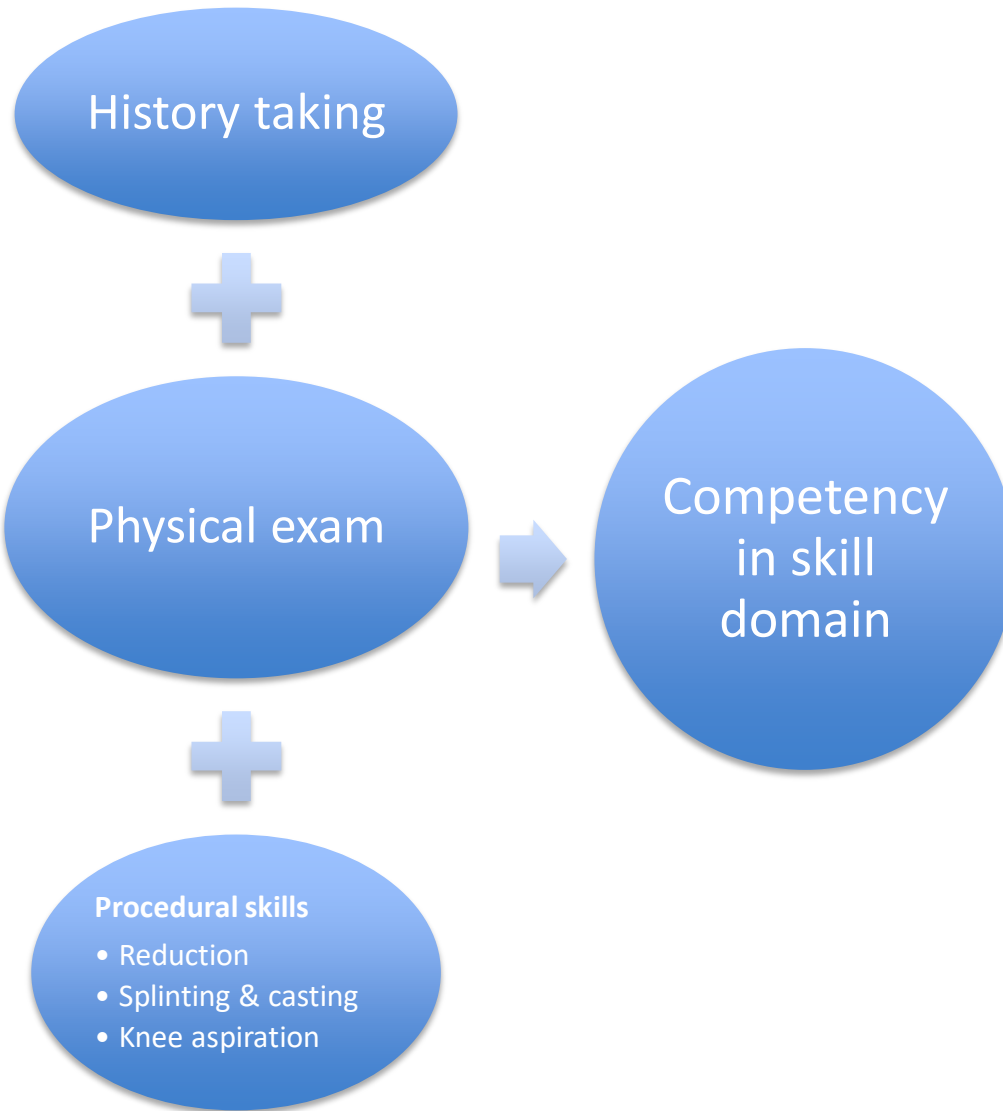 History taking
Physical exam
Procedural skills
• Reduction
• Splinting & casting
• Knee aspiration
Competency
in skill
domain